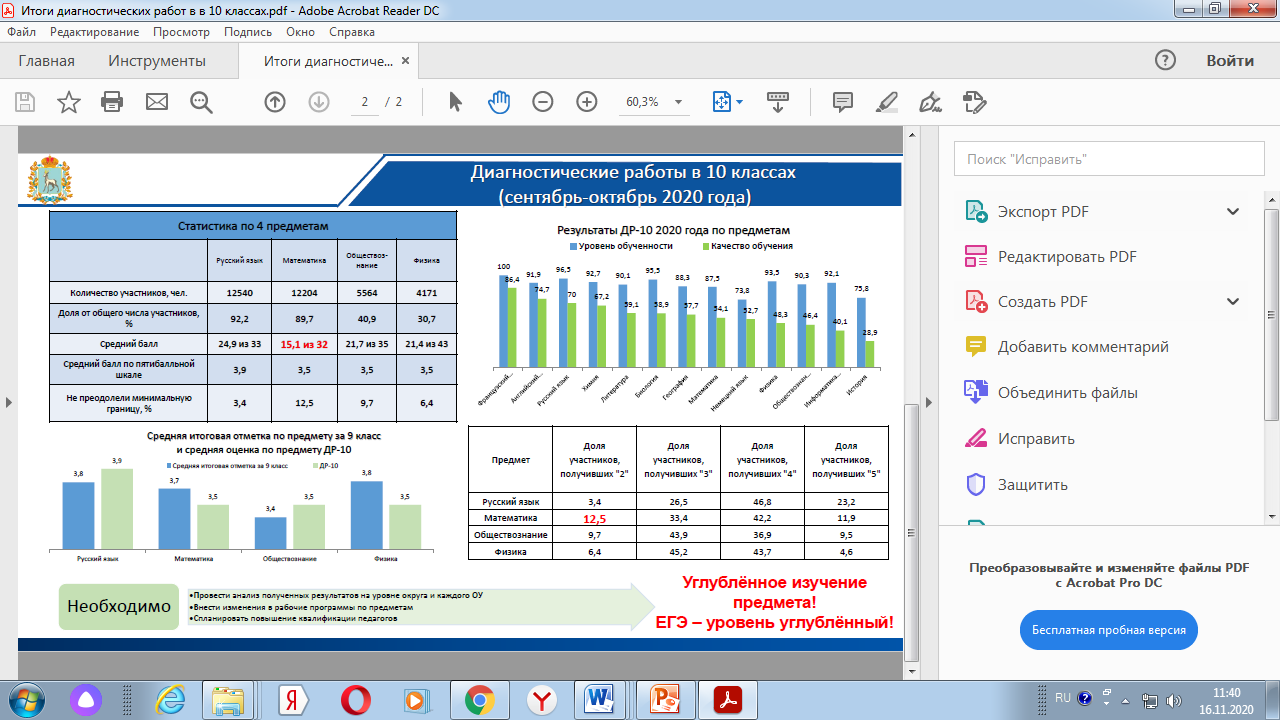 Итоги диагностических работ в в 10 классах.pdf - Adobe Acrobat Reader DC
Файл Редактирование Просмотр Подпись Окно Справка
Главная Инструменты Итоги диагностиче... × Войти
2 / 2 60,3%
Диагностические работы в 10 классах
(сентябрь-октябрь 2020 года)
Статистика по 4 предметам
Русский язык Математика Обществоз-
нание Физика
Количество участников, чел. 12540 12204 5564 4171
Доля от общего числа участников,
% 92,2 89,7 40,9 30,7
Средний балл 24,9 из 33 15,1 из 32 21,7 из 35 21,4 из 43
Средний балл по пятибалльной
шкале 3,9 3,5 3,5 3,5
Не преодолели минимальную
границу, % 3,4 12,5 9,7 6,4
Результаты ДР-10 2020 года по предметам
Уровень обученности Качество обучения
100 91,9 96,5 92,7 90,1 95,5 88,3 87,5 73,8 93,5 90,3 92,1 75,8
86,4 74,7 70 67,2 59,1 58,9 57,7 54,1 52,7 48,3 46,4 40,1 28,9
Французский... Английский... Русский язык Химия Литература Биология География Математика Немецкий язык Физика Обществознан... Информатика... История
Средняя итоговая отметка по предмету за 9 класс
и средняя оценка по предмету ДР-10
Средняя итоговая отметка за 9 класс ДР-10
3,8 3,9 3,7 3,5 3,4 3,5 3,8 3,5
Русский язык Математика Обществознание Физика
Предмет Доля участников, получивших "2" Доля участников, получивших "3" Доля участников, получивших "4" Доля участников, получивших "5"
Русский язык 3,4 26,5 46,8 23,2
Математика 12,5 33,4 42,2 11,9
Обществознание 9,7 43,9 36,9 9,5
Физика 6,4 45,2 43,7 4,6
Необходимо
•Провести анализ полученных результатов на уровне округа и каждого ОУ
•Внести изменения в рабочие программы по предметам
•Спланировать повышение квалификации педагогов
Углублённое изучение
предмета!
ЕГЭ – уровень углублённый!
Поиск "Исправить"
Экспорт PDF
Редактировать PDF
Создать PDF
Добавить комментарий
Объединить файлы
Исправить
Защитить
Преобразовывайте и изменяйте файлы PDF
с Acrobat Pro DC
Бесплатная пробная версия
RU 11:40
16.11.2020